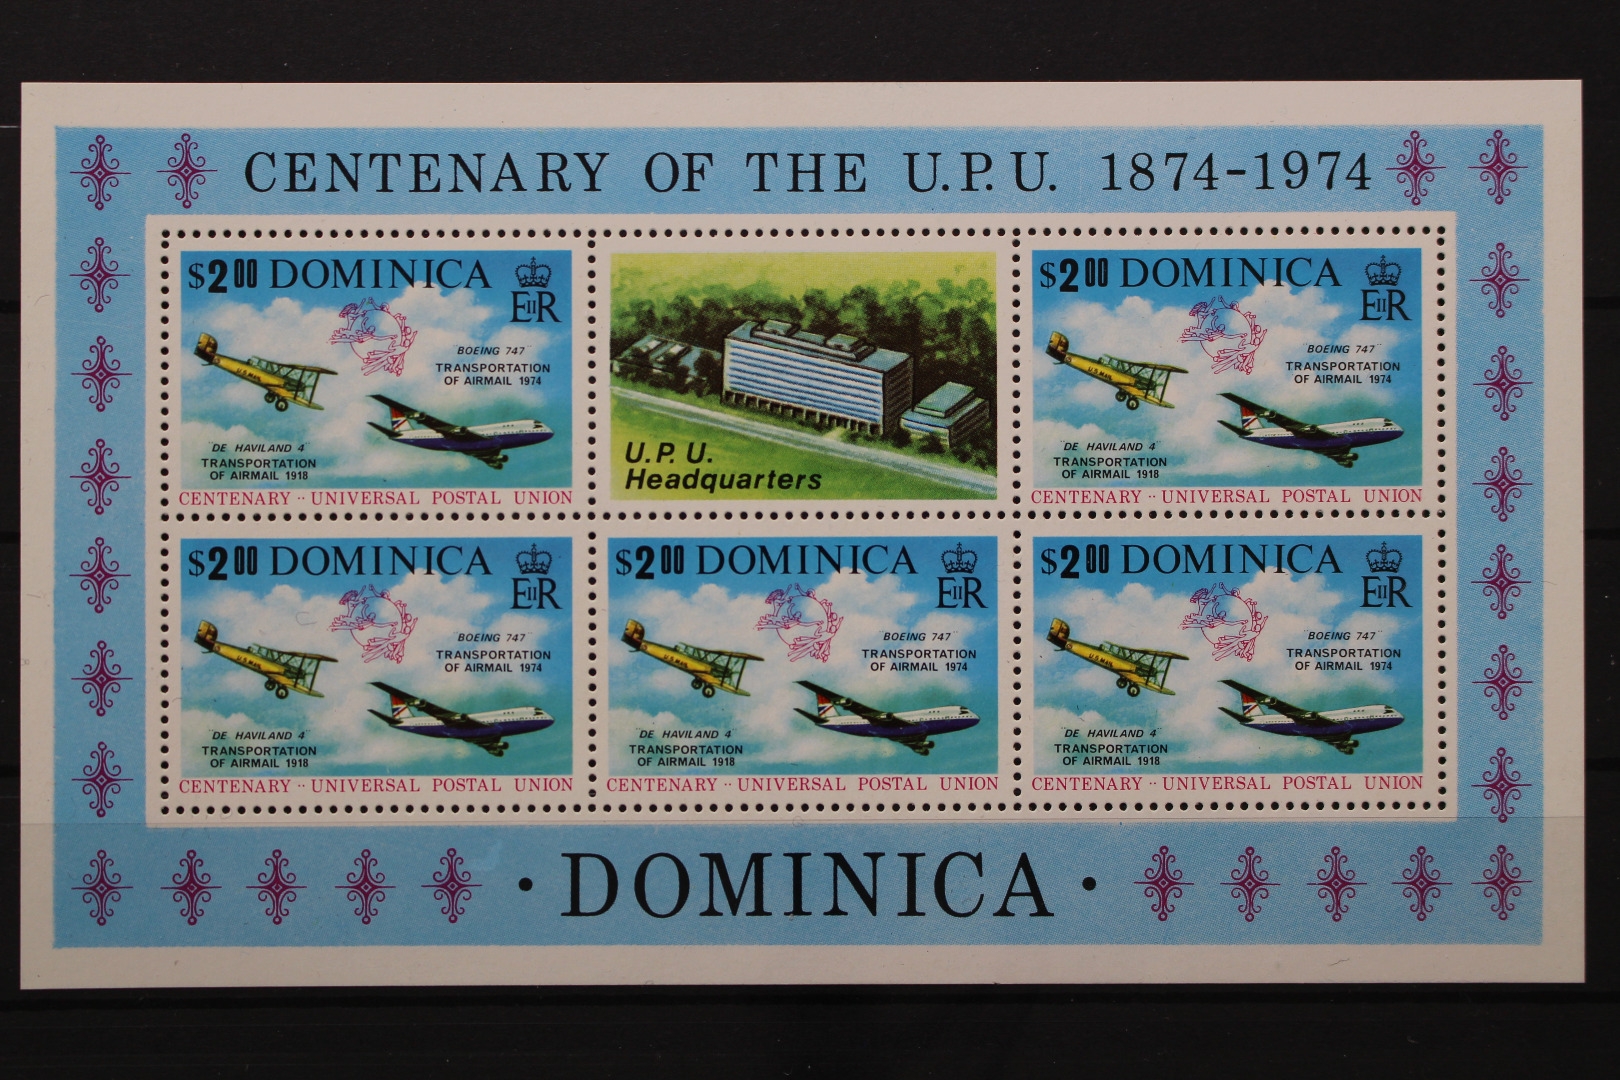 CENTENARY OF THE U.P.U. 1874-1974
$2.00 DOMINICA
EIIR
"BOEING 747"
TRANSPORTATION
OF AIRMAIL 1974
U.S. MAIL
"DE HAVILAND 4"
TRANSPORTATION
OF AIRMAIL 1918
CENTENARY ·· UNIVERSAL POSTAL UNION
U.P.U.
Headquarters
$2.00 DOMINICA
EIIR
"BOEING 747"
TRANSPORTATION
OF AIRMAIL 1974
U.S. MAIL
"DE HAVILAND 4"
TRANSPORTATION
OF AIRMAIL 1918
CENTENARY ·· UNIVERSAL POSTAL UNION
$2.00 DOMINICA
EIIR
"BOEING 747"
TRANSPORTATION
OF AIRMAIL 1974
U.S. MAIL
"DE HAVILAND 4"
TRANSPORTATION
OF AIRMAIL 1918
CENTENARY ·· UNIVERSAL POSTAL UNION
$2.00 DOMINICA
EIIR
"BOEING 747"
TRANSPORTATION
OF AIRMAIL 1974
U.S. MAIL
"DE HAVILAND 4"
TRANSPORTATION
OF AIRMAIL 1918
CENTENARY ·· UNIVERSAL POSTAL UNION
$2.00 DOMINICA
EIIR
"BOEING 747"
TRANSPORTATION
OF AIRMAIL 1974
U.S. MAIL
"DE HAVILAND 4"
TRANSPORTATION
OF AIRMAIL 1918
CENTENARY ·· UNIVERSAL POSTAL UNION
· DOMINICA ·